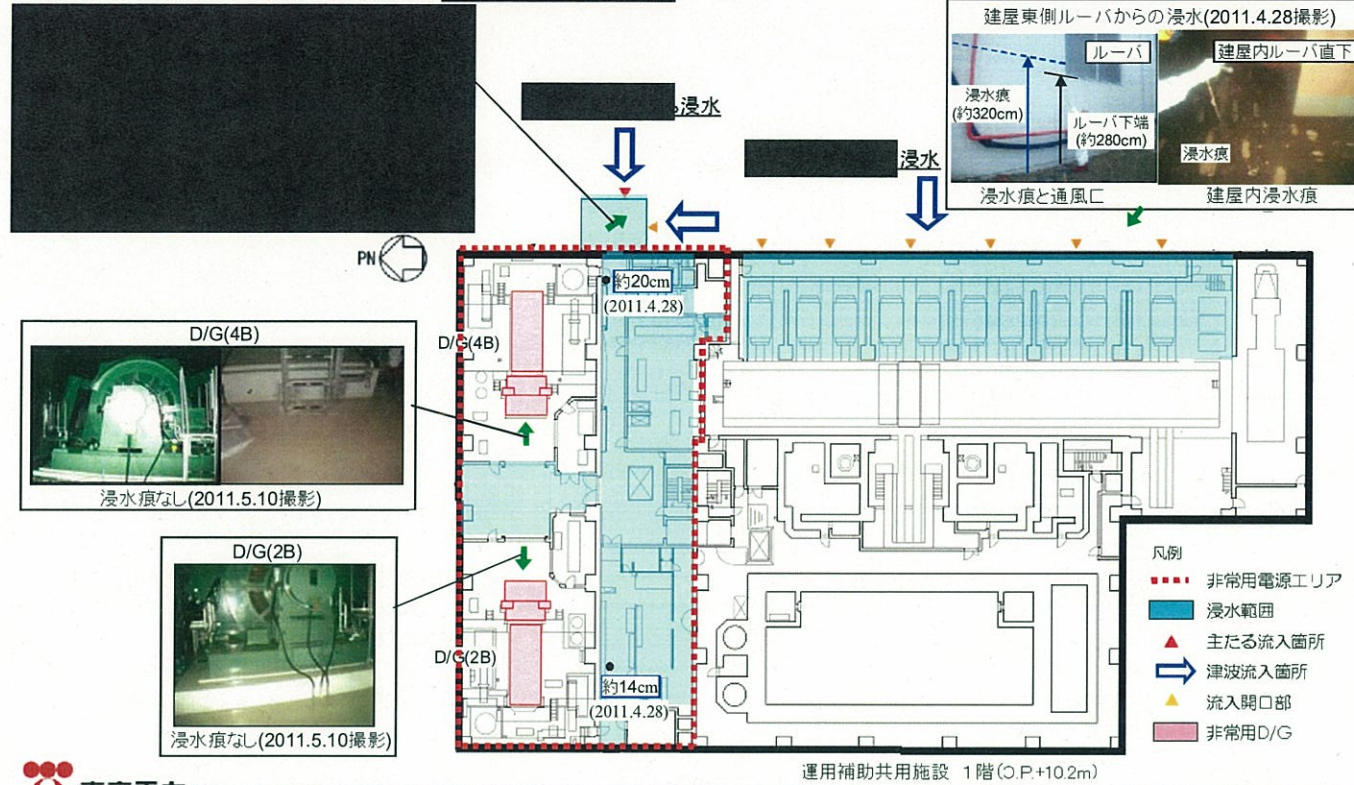 建屋東側ルーバからの浸水(2011.4.28撮影)
ルーバ
建屋内ルーバ直下
浸水痕
(約320cm)
ルーバ下端
(約280cm)
浸水痕
浸水痕と通風口
建屋内浸水痕
浸水
浸水
PN
約20cm
(2011.4.28)
D/G(4B)
D/G(4B)
浸水痕なし(2011.5.10撮影)
D/G(2B)
D/G(2B)
浸水痕なし(2011.5.10撮影)
約14cm
(2011.4.28)
凡例
非常用電源エリア
浸水範囲
主たる流入箇所
津波流入箇所
流入開口部
非常用D/G
運用補助共用施設 1階(O.P.+10.2m)